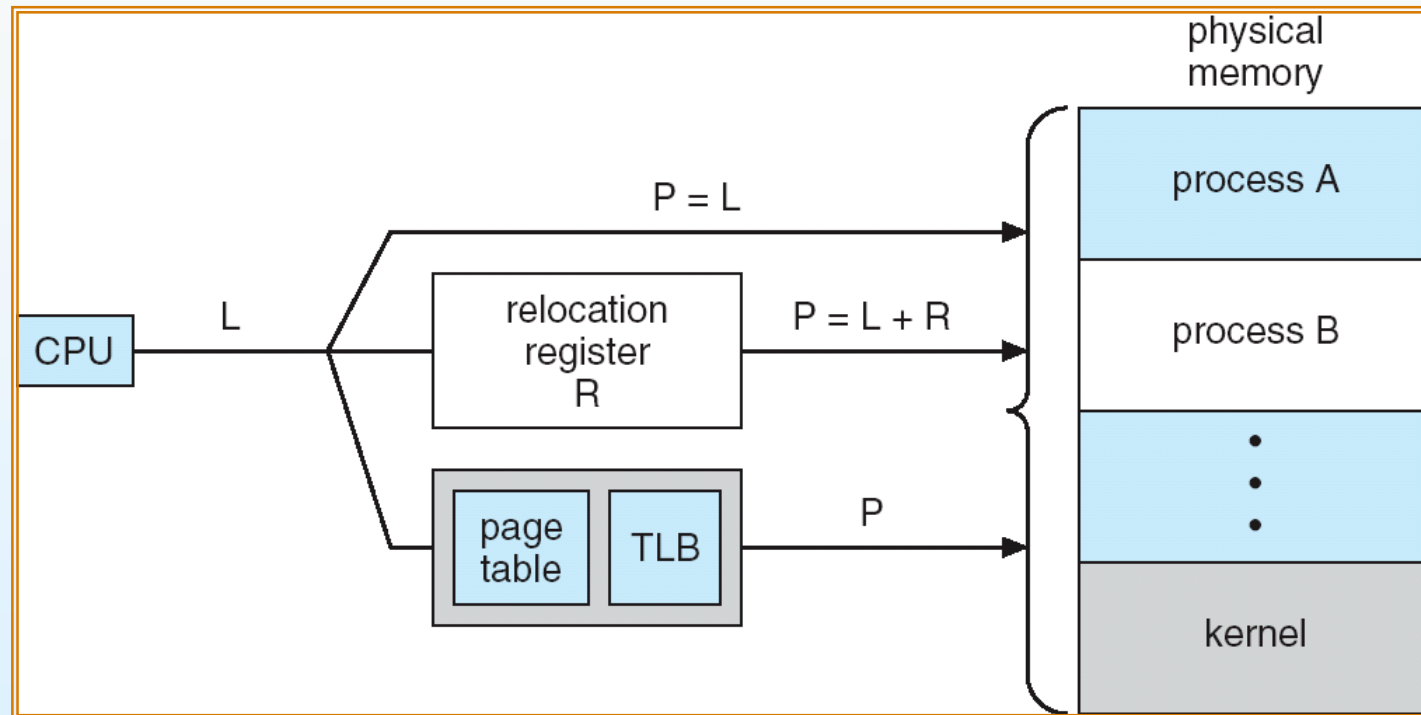 physical
memory
process A
P = L
L
relocation
register
R
P = L + R
process B
CPU
page
table
TLB
P
kernel